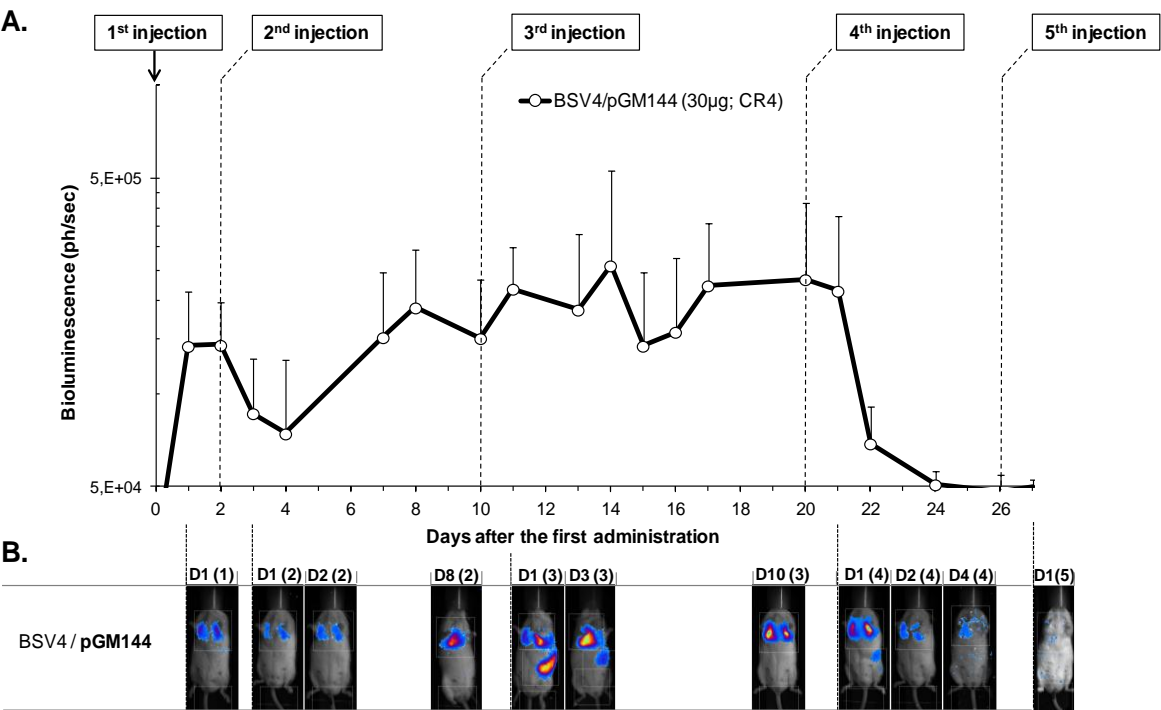 A.
1st injection 2nd injection 3rd injection 4th injection 5th injection
BSV4/pGM144 (30µg; CR4)
Bioluminescence (ph/sec)
5,E+05
5,E+04
0 2 4 6 8 10 12 14 16 18 20 22 24 26
Days after the first administration
B.
D1 (1) D1 (2) D2 (2) D8 (2) D1 (3) D3 (3) D10 (3) D1 (4) D2 (4) D4 (4) D1(5)
BSV4 / pGM144